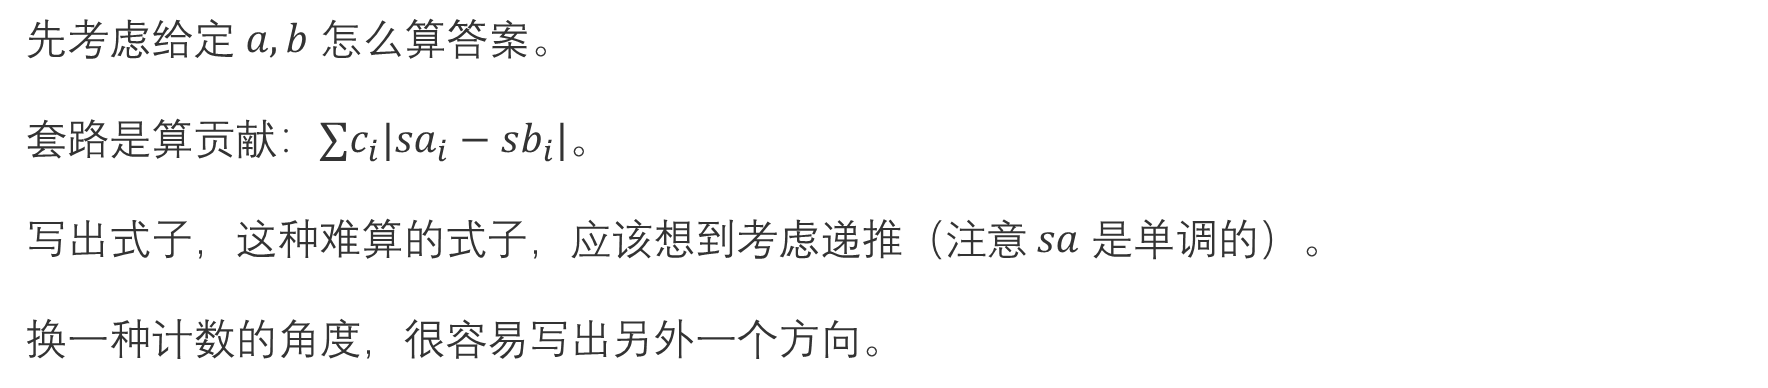 先考虑给定 a, b 怎么算答案。
套路是算贡献：∑cᵢ|saᵢ − sbᵢ|。
写出式子，这种难算的式子，应该想到考虑递推（注意 sa 是单调的）。
换一种计数的角度，很容易写出另外一个方向。